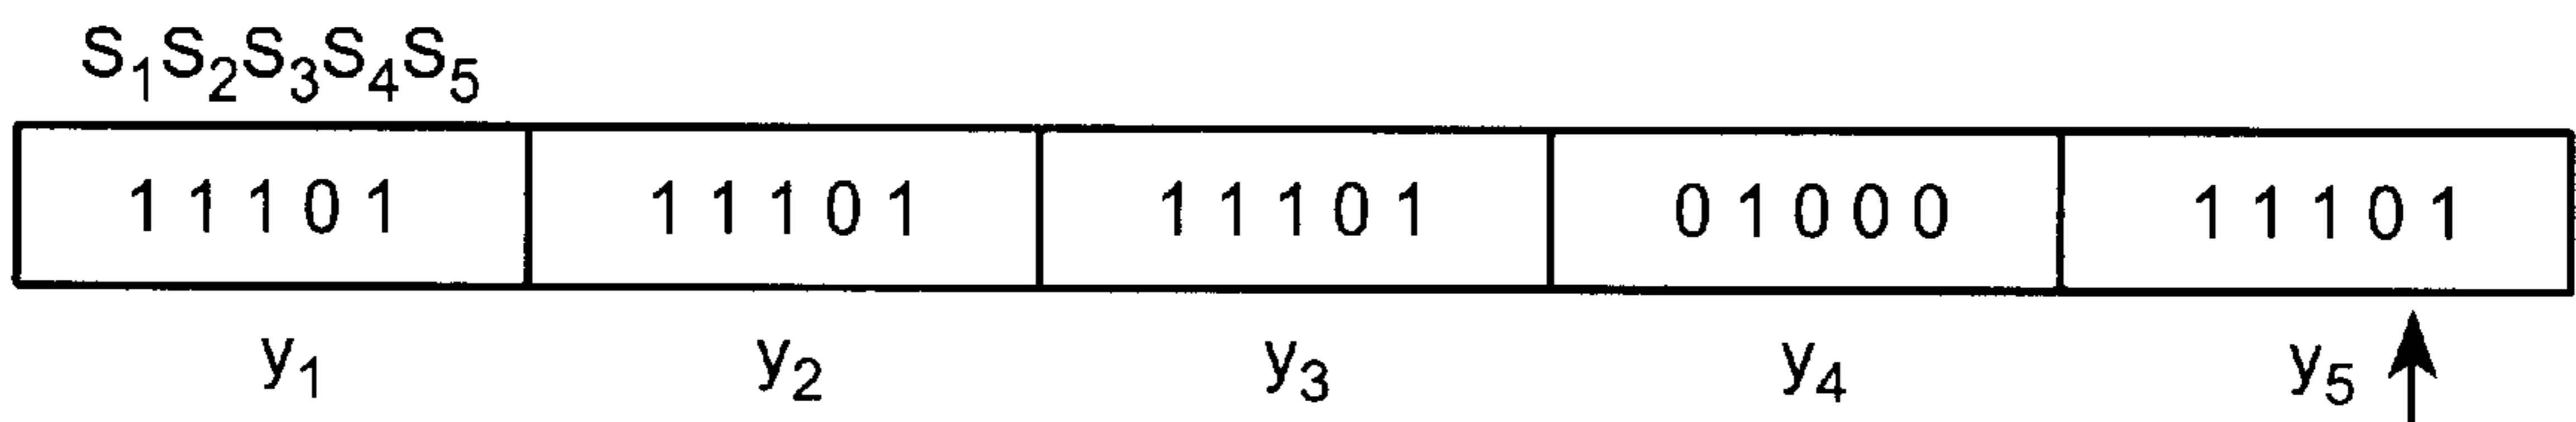 S₁S₂S₃S₄S₅
1 1 1 0 1 1 1 1 0 1 1 1 1 0 1 0 1 0 0 0 1 1 1 0 1
y₁ y₂ y₃ y₄ y₅